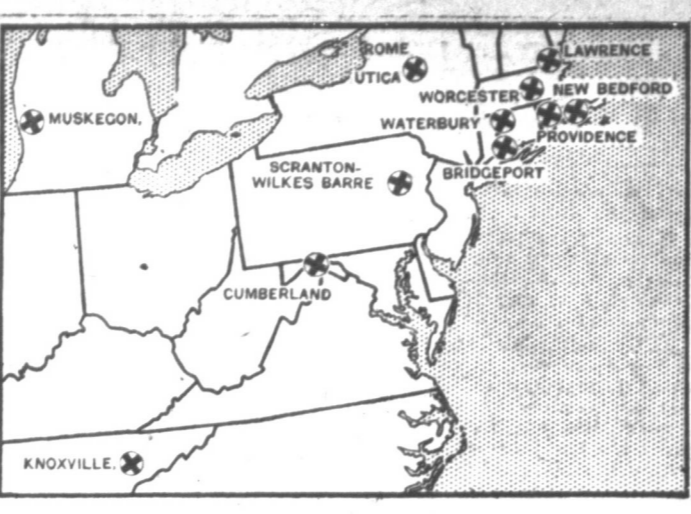 ROME
UTICA
LAWRENCE
WORCESTER
NEW BEDFORD
MUSKEGON.
WATERBURY
PROVIDENCE
SCRANTON-
WILKES BARRE
BRIDGEPORT
CUMBERLAND
KNOXVILLE.